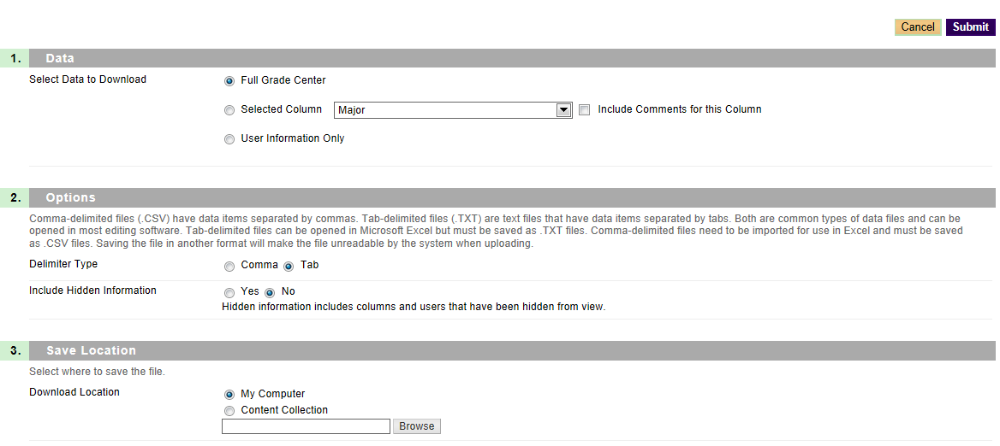 Cancel Submit
1. Data
Select Data to Download Full Grade Center
Selected Column Major Include Comments for this Column
User Information Only
2. Options
Comma-delimited files (.CSV) have data items separated by commas. Tab-delimited files (.TXT) are text files that have data items separated by tabs. Both are common types of data files and can be
opened in most editing software. Tab-delimited files can be opened in Microsoft Excel but must be saved as .TXT files. Comma-delimited files need to be imported for use in Excel and must be saved
as .CSV files. Saving the file in another format will make the file unreadable by the system when uploading.
Delimiter Type Comma Tab
Include Hidden Information Yes No
Hidden information includes columns and users that have been hidden from view.
3. Save Location
Select where to save the file.
Download Location My Computer
Content Collection
Browse